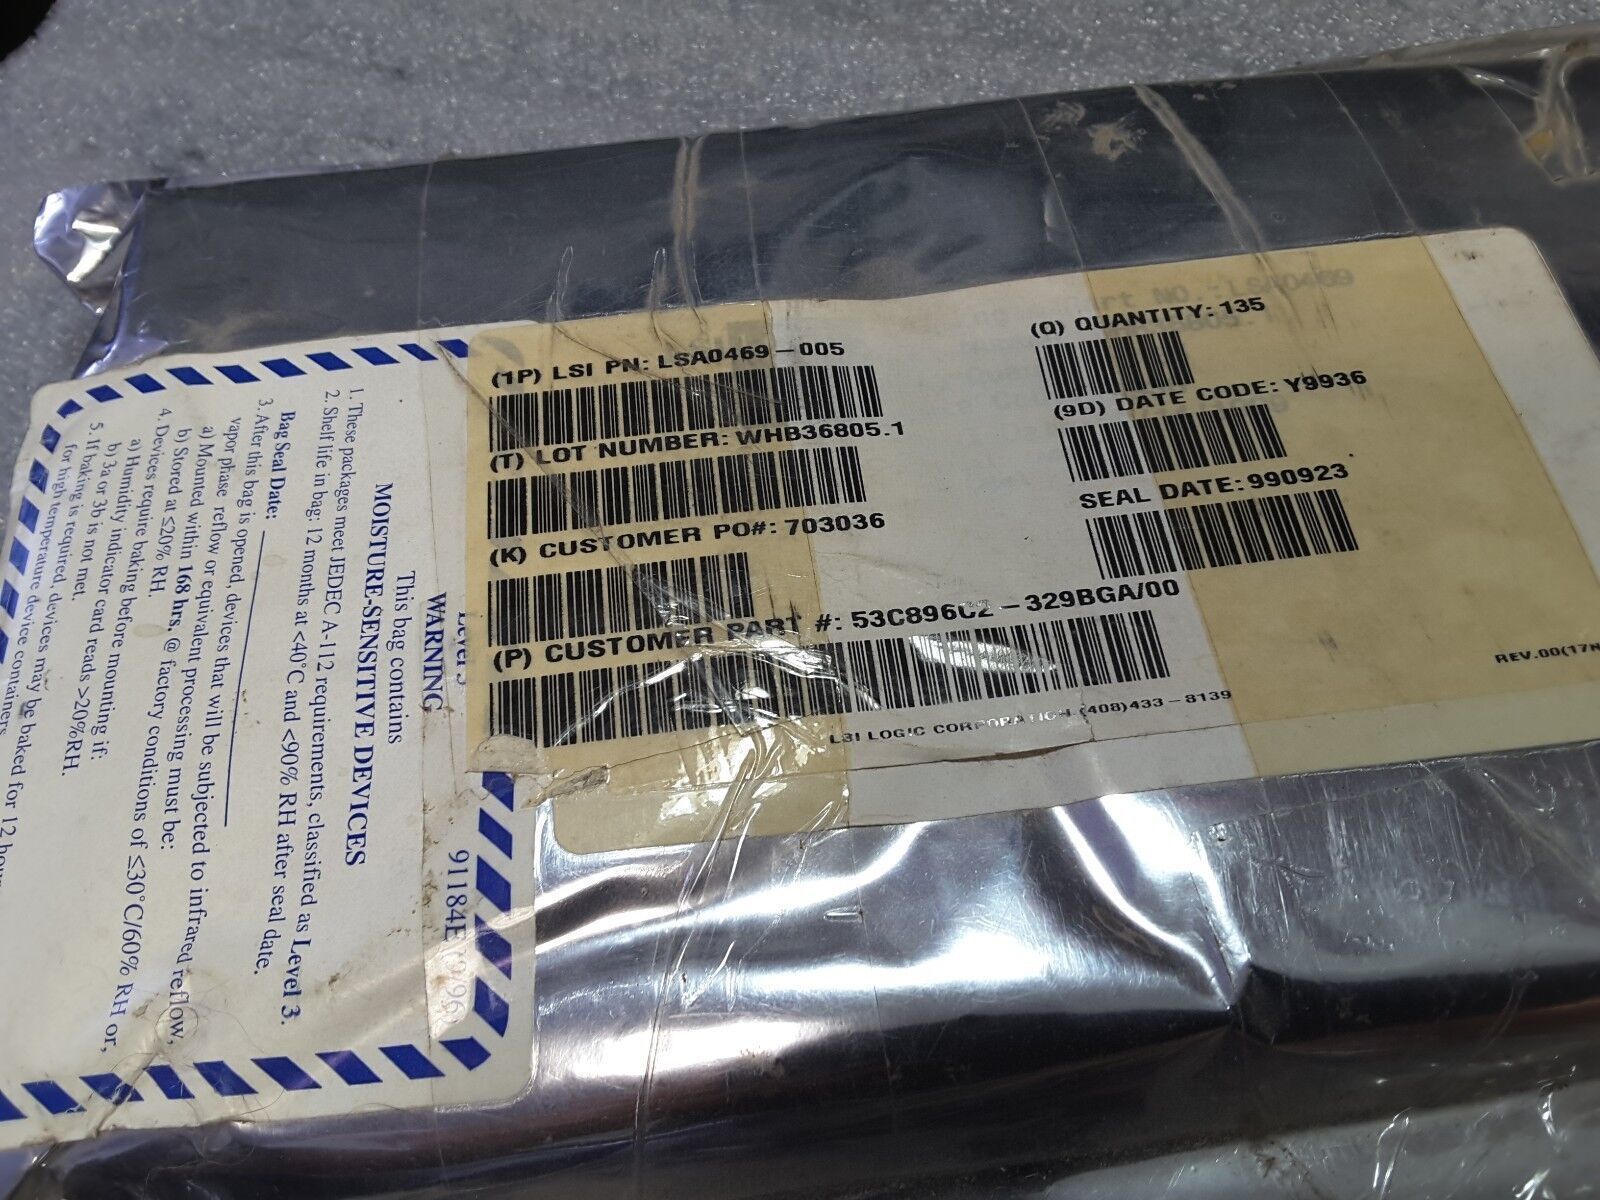 (1P) LSI PN: LSA0469-005
(Q) QUANTITY: 135
(T) LOT NUMBER: WHB36805.1
(9D) DATE CODE: Y9936
(K) CUSTOMER PO#: 703036
SEAL DATE: 990923
(P) CUSTOMER PART #: 53C896C2-329BGA/00
REV.00(17N
LSI LOGIC CORPORATION (408)433-8139
Level 3
WARNING
This bag contains
MOISTURE-SENSITIVE DEVICES
1. These packages meet JEDEC A-112 requirements, classified as Level 3.
2. Shelf life in bag: 12 months at <40°C and <90% RH after seal date.
Bag Seal Date:
3. After this bag is opened, devices that will be subjected to infrared reflow,
vapor phase reflow or equivalent processing must be:
a) Mounted within 168 hrs. @ factory conditions of ≤30°C/60% RH or,
b) Stored at ≤20% RH.
4. Devices require baking before mounting if:
a) Humidity indicator card reads >20%RH.
b) 3a or 3b is not met.
5. If baking is required, devices may be baked for 12 hours
for high temperature device containers